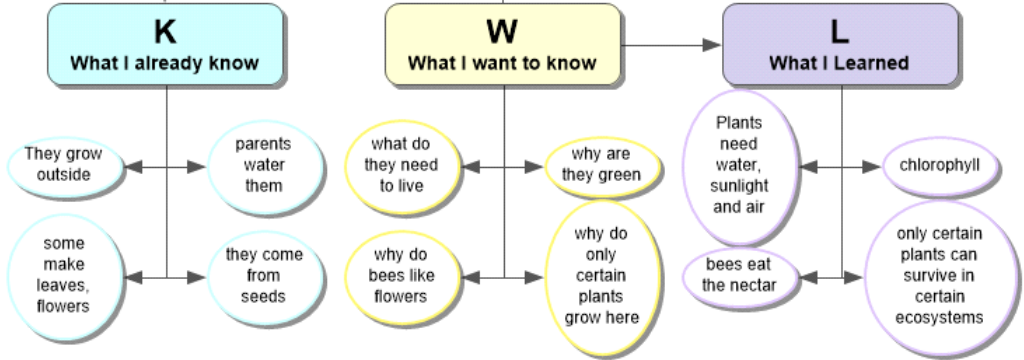 K
What I already know
They grow
outside
parents
water
them
some
make
leaves,
flowers
they come
from
seeds
W
What I want to know
what do
they need
to live
why are
they green
why do
bees like
flowers
why do
only
certain
plants
grow here
L
What I Learned
Plants
need
water,
sunlight
and air
chlorophyll
bees eat
the nectar
only certain
plants can
survive in
certain
ecosystems